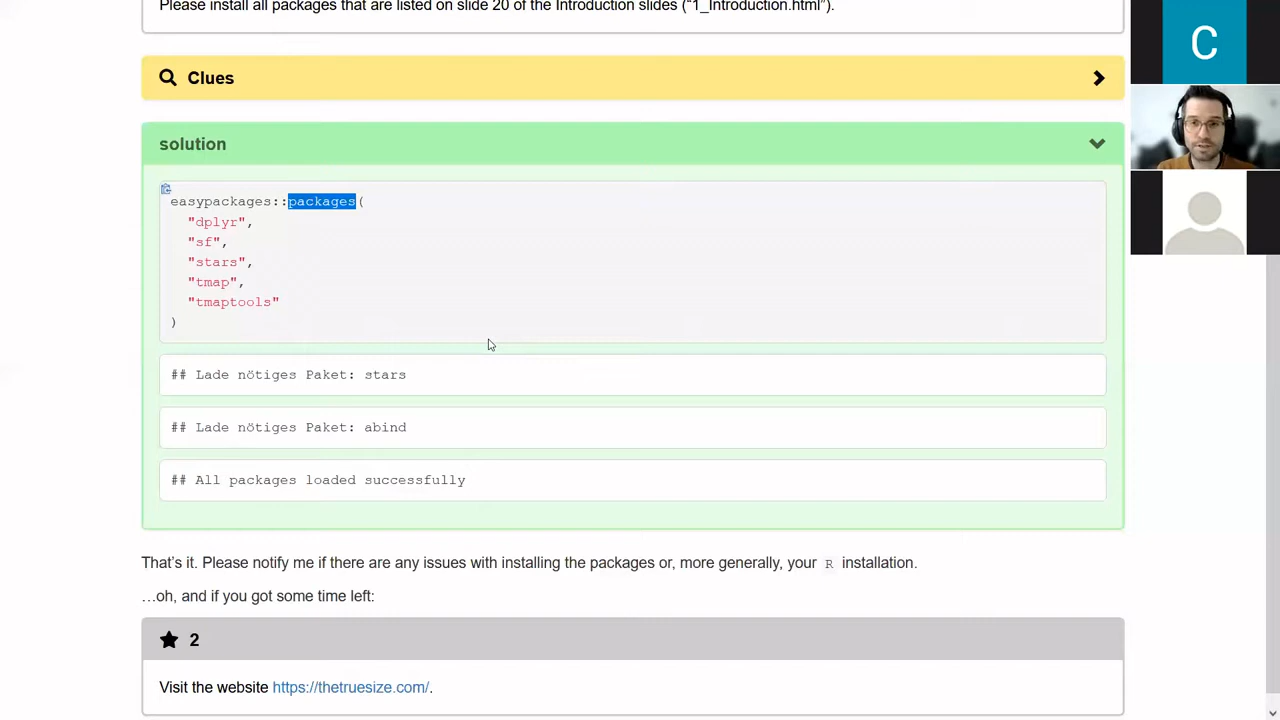 Please install all packages that are listed on slide 20 of the Introduction slides (“1_Introduction.html”).
Clues
solution
easypackages::packages(
"dplyr",
"sf",
"stars",
"tmap",
"tmaptools"
)
## Lade nötiges Paket: stars
## Lade nötiges Paket: abind
## All packages loaded successfully
That’s it. Please notify me if there are any issues with installing the packages or, more generally, your R installation.
…oh, and if you got some time left:
2
Visit the website https://thetruesize.com/.
C